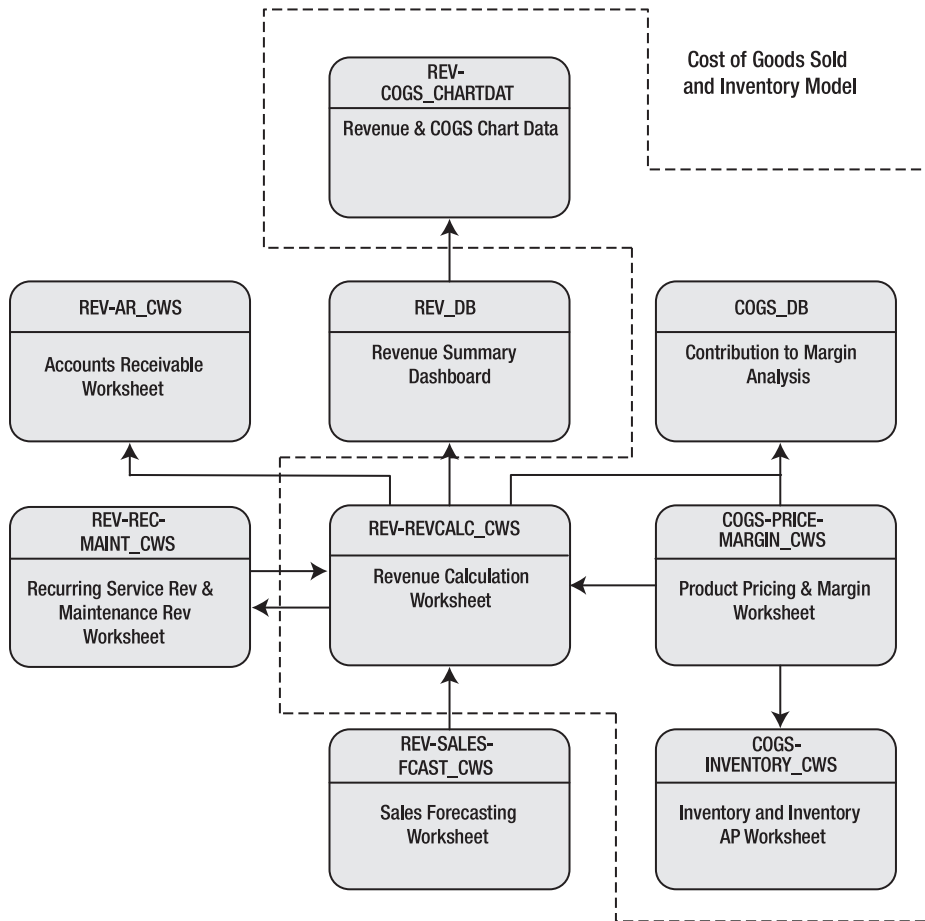 Cost of Goods Sold
and Inventory Model
REV-
COGS_CHARTDAT
Revenue & COGS Chart Data
REV-AR_CWS
Accounts Receivable
Worksheet
REV_DB
Revenue Summary
Dashboard
COGS_DB
Contribution to Margin
Analysis
REV-REC-
MAINT_CWS
Recurring Service Rev &
Maintenance Rev
Worksheet
REV-REVCALC_CWS
Revenue Calculation
Worksheet
COGS-PRICE-
MARGIN_CWS
Product Pricing & Margin
Worksheet
REV-SALES-
FCAST_CWS
Sales Forecasting
Worksheet
COGS-
INVENTORY_CWS
Inventory and Inventory
AP Worksheet